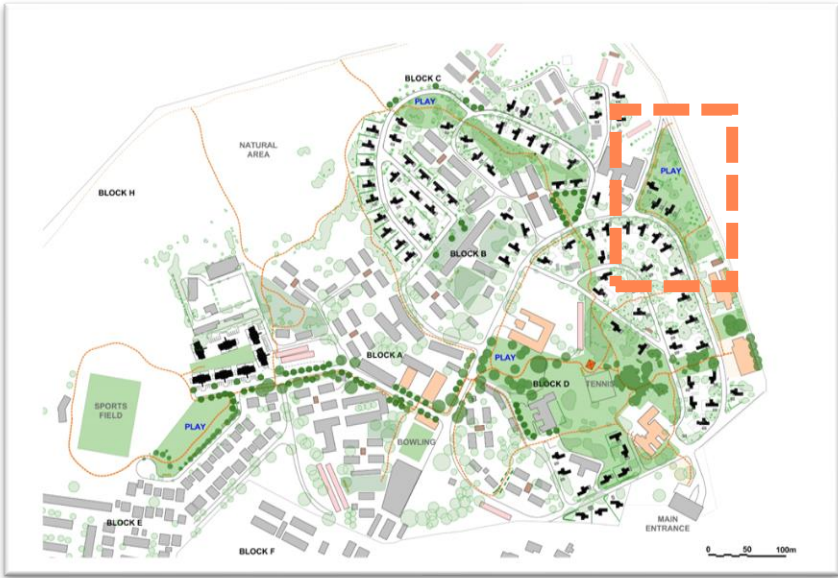 BLOCK C
PLAY
NATURAL
AREA
PLAY
BLOCK H
BLOCK B
BLOCK A
PLAY
BLOCK D
TENNIS
SPORTS
FIELD
PLAY
BOWLING
BLOCK E
MAIN
ENTRANCE
BLOCK F
0 50 100m